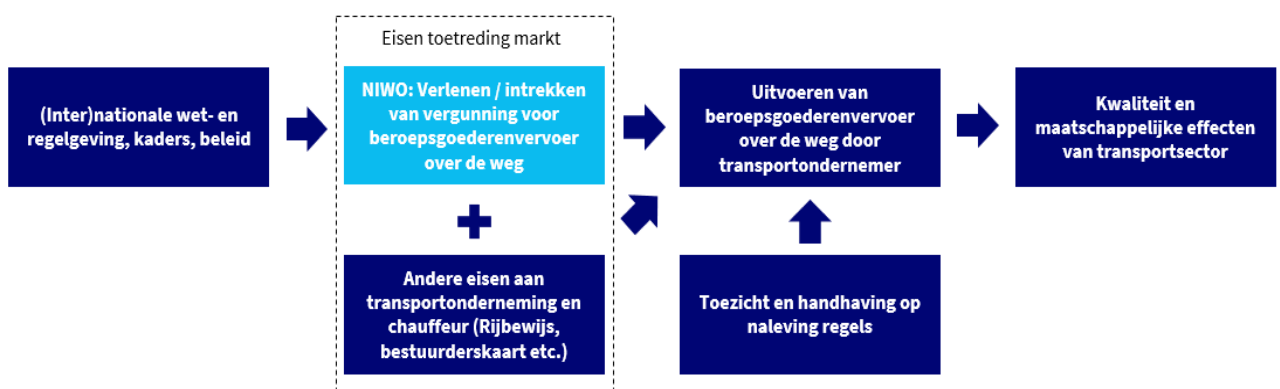 Eisen toetreding markt
(Inter)nationale wet- en
regelgeving, kaders, beleid
NIWO: Verlenen / intrekken
van vergunning voor
beroepsgoederenvervoer
over de weg
Uitvoeren van
beroepsgoederenvervoer
over de weg door
transportondernemer
Kwaliteit en
maatschappelijke effecten
van transportsector
Andere eisen aan
transportonderneming en
chauffeur (Rijbewijs,
bestuurderskaart etc.)
Toezicht en handhaving op
naleving regels